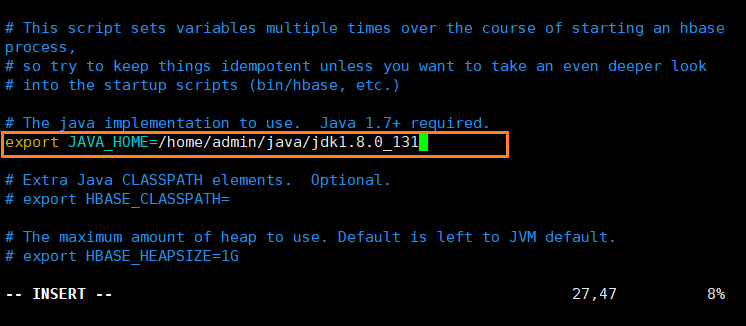 # This script sets variables multiple times over the course of starting an hbase
process,
# so try to keep things idempotent unless you want to take an even deeper look
# into the startup scripts (bin/hbase, etc.)
# The java implementation to use.  Java 1.7+ required.
export JAVA_HOME=/home/admin/java/jdk1.8.0_131
# Extra Java CLASSPATH elements.  Optional.
# export HBASE_CLASSPATH=
# The maximum amount of heap to use. Default is left to JVM default.
# export HBASE_HEAPSIZE=1G
-- INSERT -- 27,47 8%